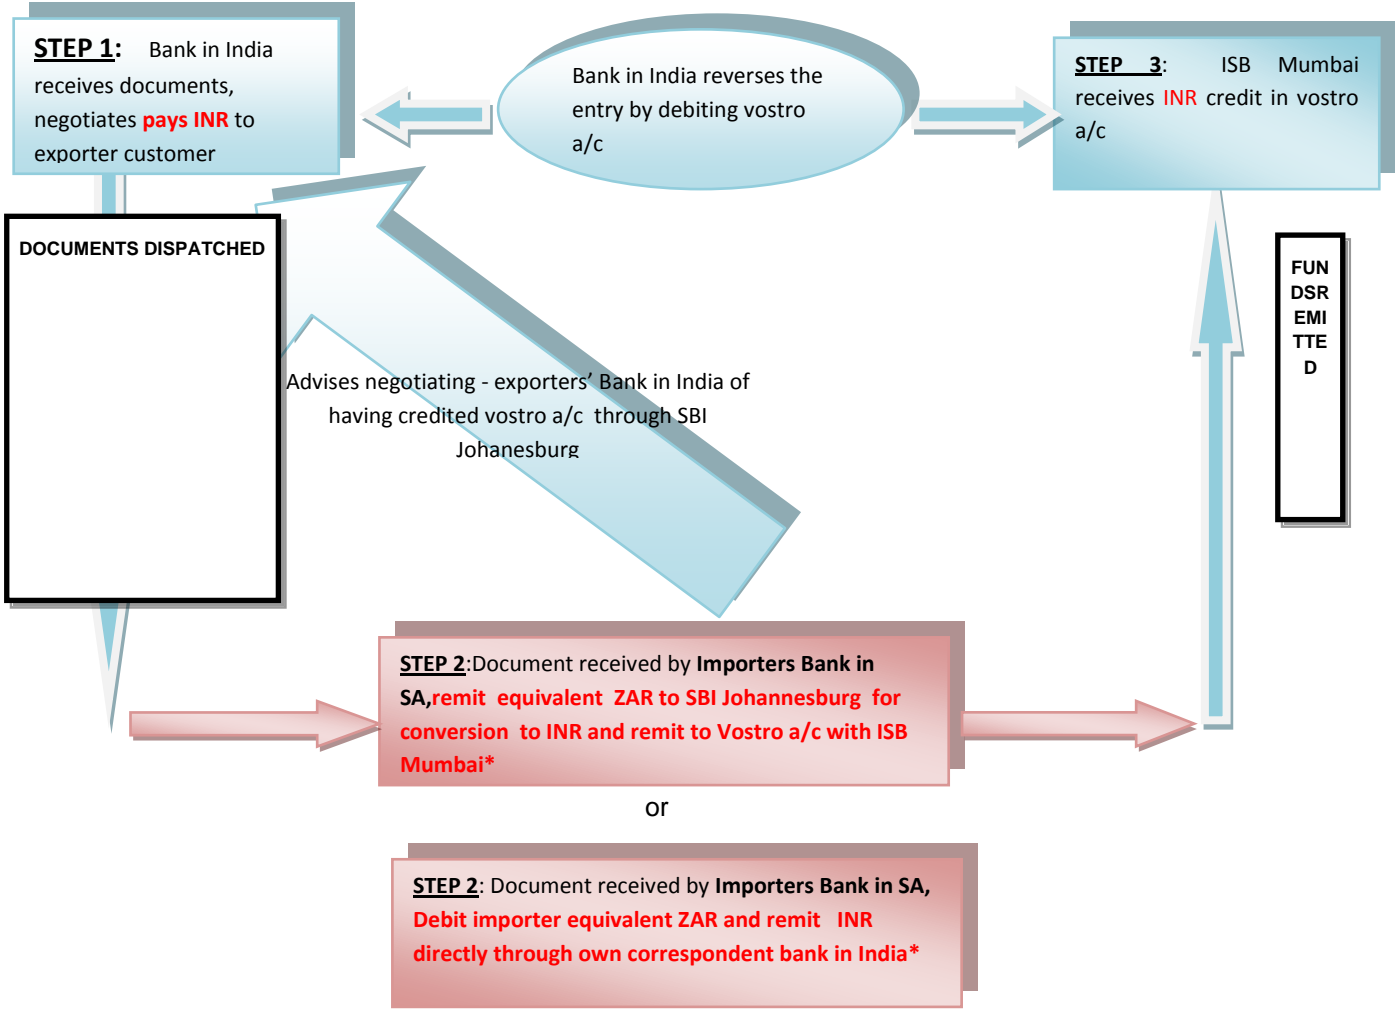 STEP 1: Bank in India
receives documents,
negotiates pays INR to
exporter customer
Bank in India reverses the
entry by debiting vostro
a/c
STEP 3: ISB Mumbai
receives INR credit in vostro
a/c
DOCUMENTS DISPATCHED
FUN
DSR
EMI
TTE
D
Advises negotiating - exporters’ Bank in India of
having credited vostro a/c through SBI
Johanesburg
STEP 2:Document received by Importers Bank in
SA,remit equivalent ZAR to SBI Johannesburg for
conversion to INR and remit to Vostro a/c with ISB
Mumbai*
or
STEP 2: Document received by Importers Bank in SA,
Debit importer equivalent ZAR and remit INR
directly through own correspondent bank in India*